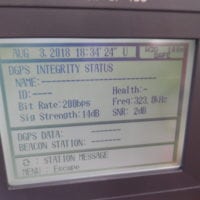 AUG 3,2018 18:34'24" U
DGPS INTEGRITY STATUS
NAME:----------------
ID:---- Health:-
Bit Rate:200bps Freq:323.0kHz
Sig Strength:14dB SNR: 2dB
DGPS DATA:----------------
BEACON STATION:----------------
: STATION MESSAGE
MENU : Escape